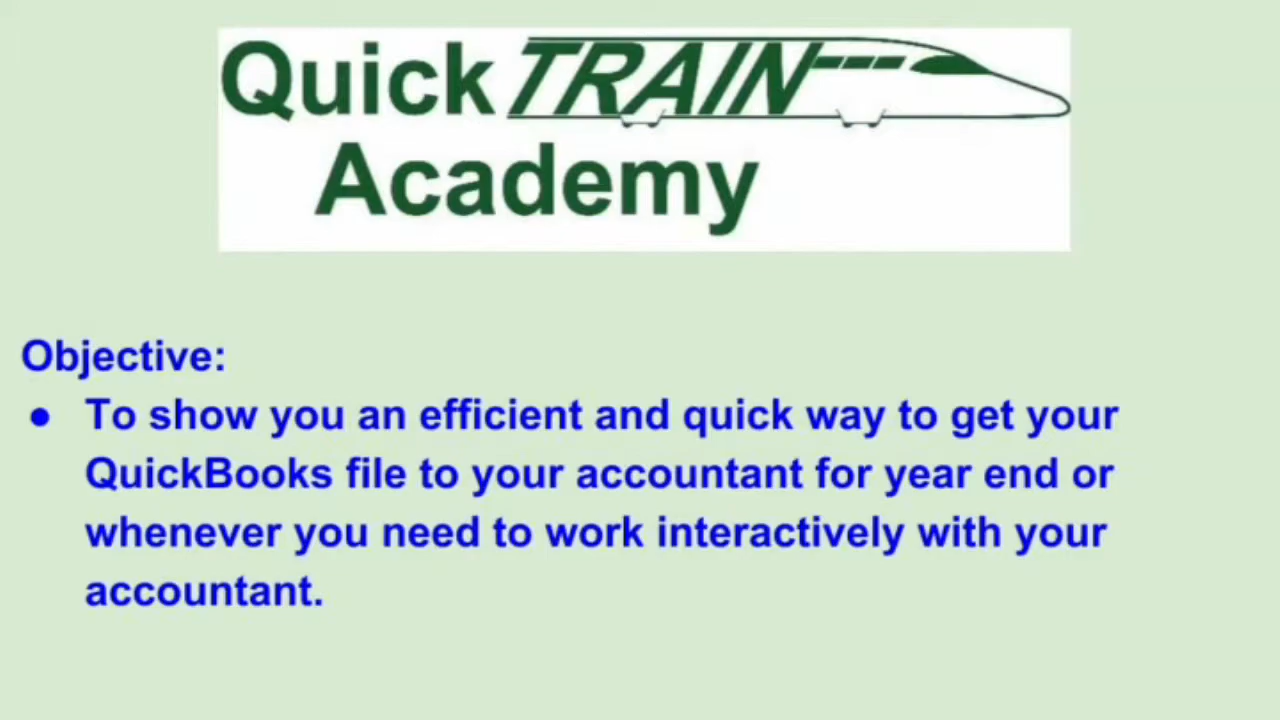 Quick TRAIN
Academy
Objective:
● To show you an efficient and quick way to get your
QuickBooks file to your accountant for year end or
whenever you need to work interactively with your
accountant.